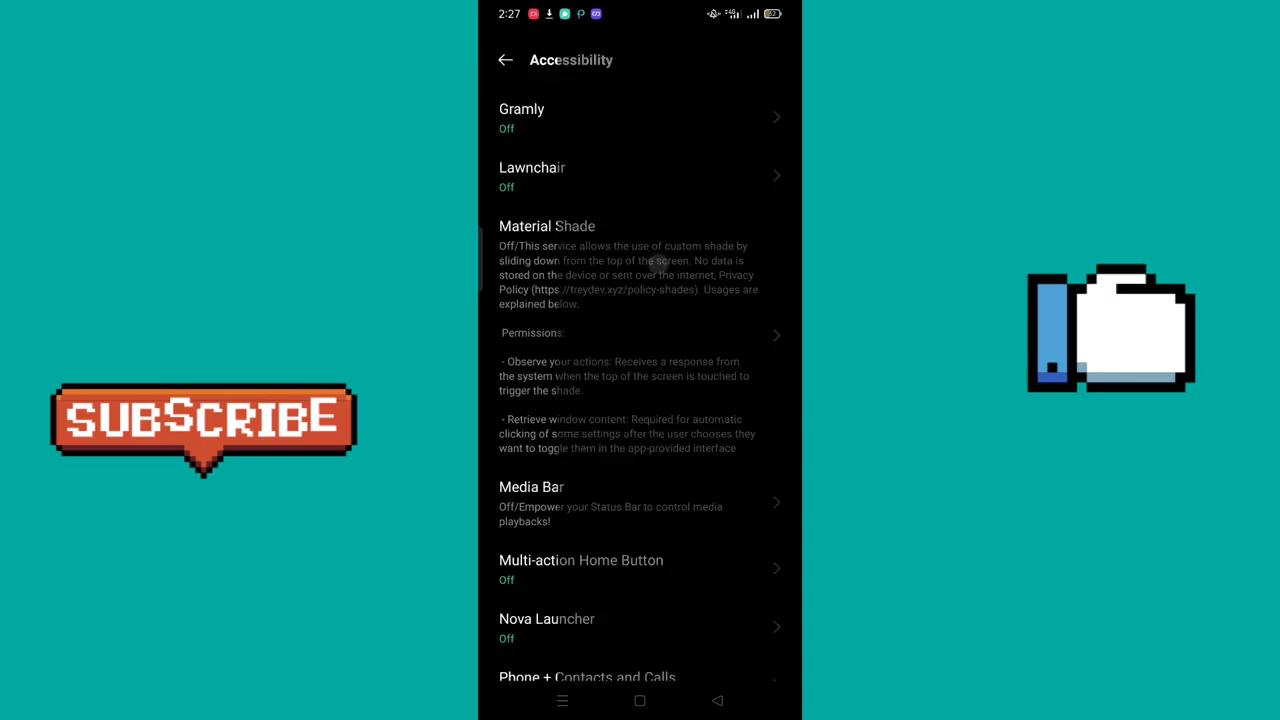 2:27
Accessibility
Gramly
Off
Lawnchair
Off
Material Shade
Off/This service allows the use of custom shade by
sliding down from the top of the screen. No data is
stored on the device or sent over the internet, Privacy
Policy (https://treydev.xyz/policy-shades). Usages are
explained below.
Permissions:
- Observe your actions: Receives a response from
the system when the top of the screen is touched to
trigger the shade.
- Retrieve window content: Required for automatic
clicking of some settings after the user chooses they
want to toggle them in the app-provided interface
Media Bar
Off/Empower your Status Bar to control media
playbacks!
Multi-action Home Button
Off
Nova Launcher
Off
Phone + Contacts and Calls
SUBSCRIBE